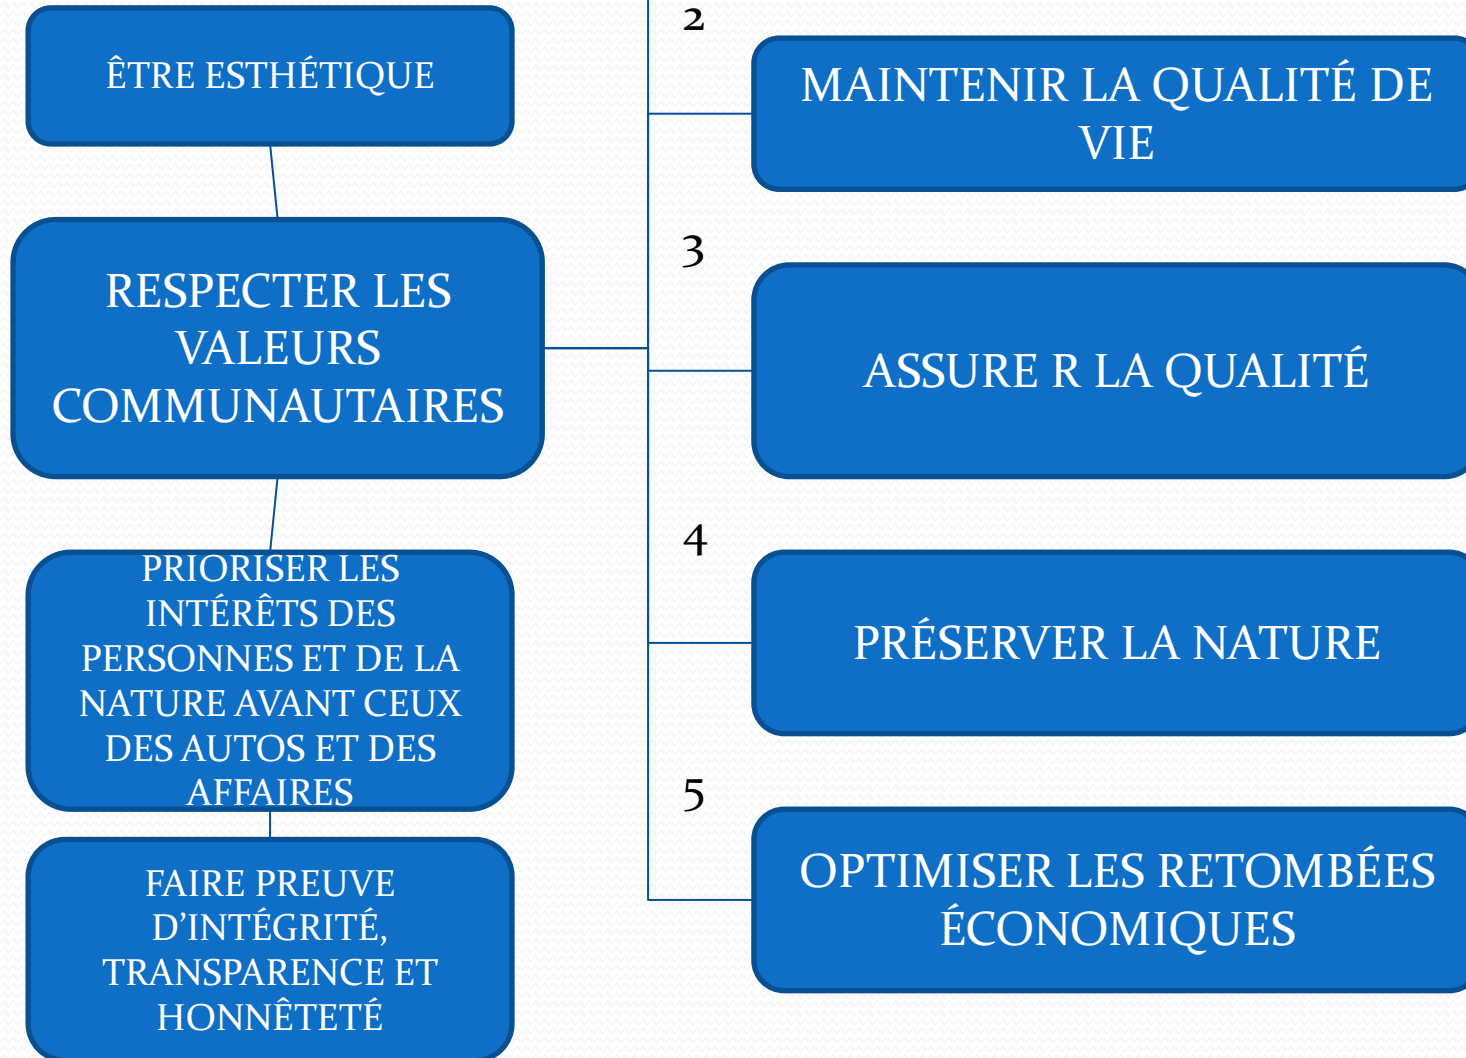 ÊTRE ESTHÉTIQUE
RESPECTER LES
VALEURS
COMMUNAUTAIRES
PRIORISER LES
INTÉRÊTS DES
PERSONNES ET DE LA
NATURE AVANT CEUX
DES AUTOS ET DES
AFFAIRES
FAIRE PREUVE
D’INTÉGRITÉ,
TRANSPARENCE ET
HONNÊTETÉ
2
MAINTENIR LA QUALITÉ DE
VIE
3
ASSURE R LA QUALITÉ
4
PRÉSERVER LA NATURE
5
OPTIMISER LES RETOMBÉES
ÉCONOMIQUES